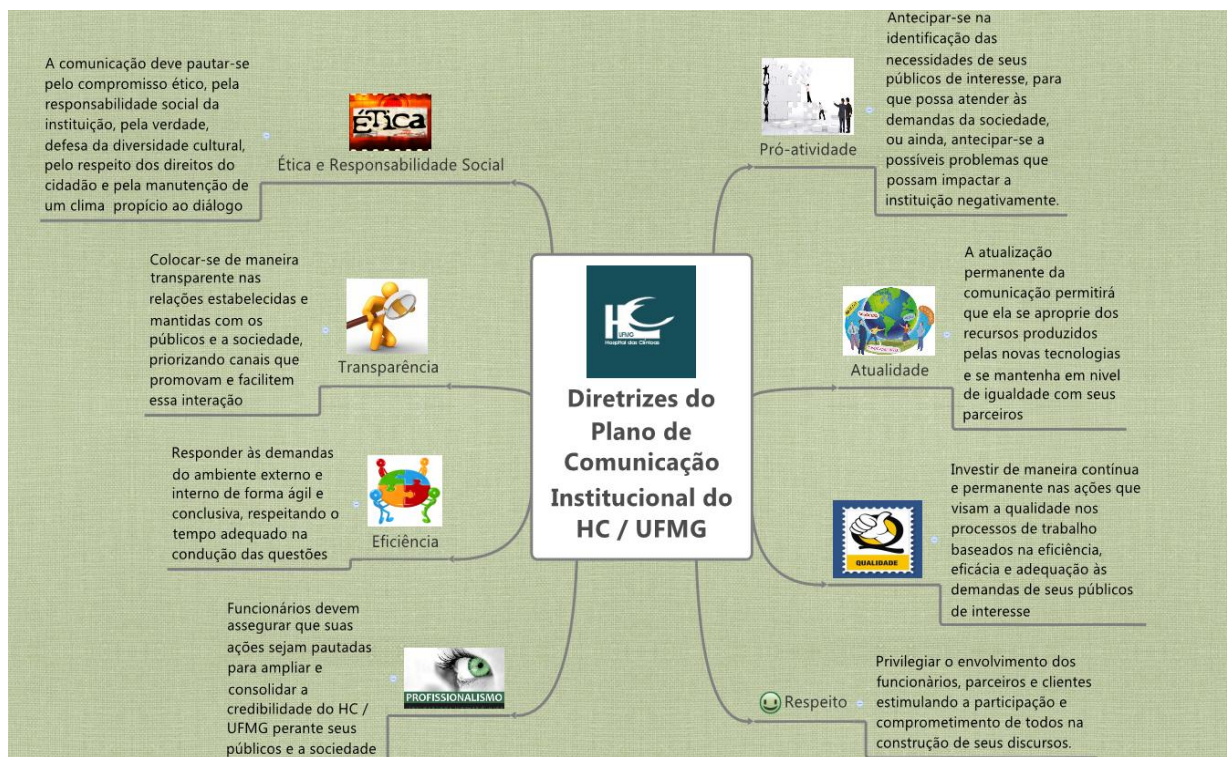 A comunicação deve pautar-se
pelo compromisso ético, pela
responsabilidade social da
instituição, pela verdade,
defesa da diversidade cultural,
pelo respeito dos direitos do
cidadão e pela manutenção de
um clima propício ao diálogo
ÉTica
Ética e Responsabilidade Social
Colocar-se de maneira
transparente nas
relações estabelecidas e
mantidas com os
públicos e a sociedade,
priorizando canais que
promovam e facilitem
essa interação
Transparência
Responder às demandas
do ambiente externo e
interno de forma ágil e
conclusiva, respeitando o
tempo adequado na
condução das questões
Eficiência
Funcionários devem
assegurar que suas
ações sejam pautadas
para ampliar e
consolidar a
credibilidade do HC /
UFMG perante seus
públicos e a sociedade
PROFISSIONALISMO
HC
UFMG
Hospital das Clínicas
Diretrizes do
Plano de
Comunicação
Institucional do
HC / UFMG
Pró-atividade
Antecipar-se na
identificação das
necessidades de seus
públicos de interesse, para
que possa atender às
demandas da sociedade,
ou ainda, antecipar-se a
possíveis problemas que
possam impactar a
instituição negativamente.
Atualidade
A atualização
permanente da
comunicação permitirá
que ela se aproprie dos
recursos produzidos
pelas novas tecnologias
e se mantenha em nivel
de igualdade com seus
parceiros
QUALIDADE
Investir de maneira contínua
e permanente nas ações que
visam a qualidade nos
processos de trabalho
baseados na eficiência,
eficácia e adequação às
demandas de seus públicos
de interesse
Respeito
Privilegiar o envolvimento dos
funcionàrios, parceiros e clientes
estimulando a participação e
comprometimento de todos na
construção de seus discursos.